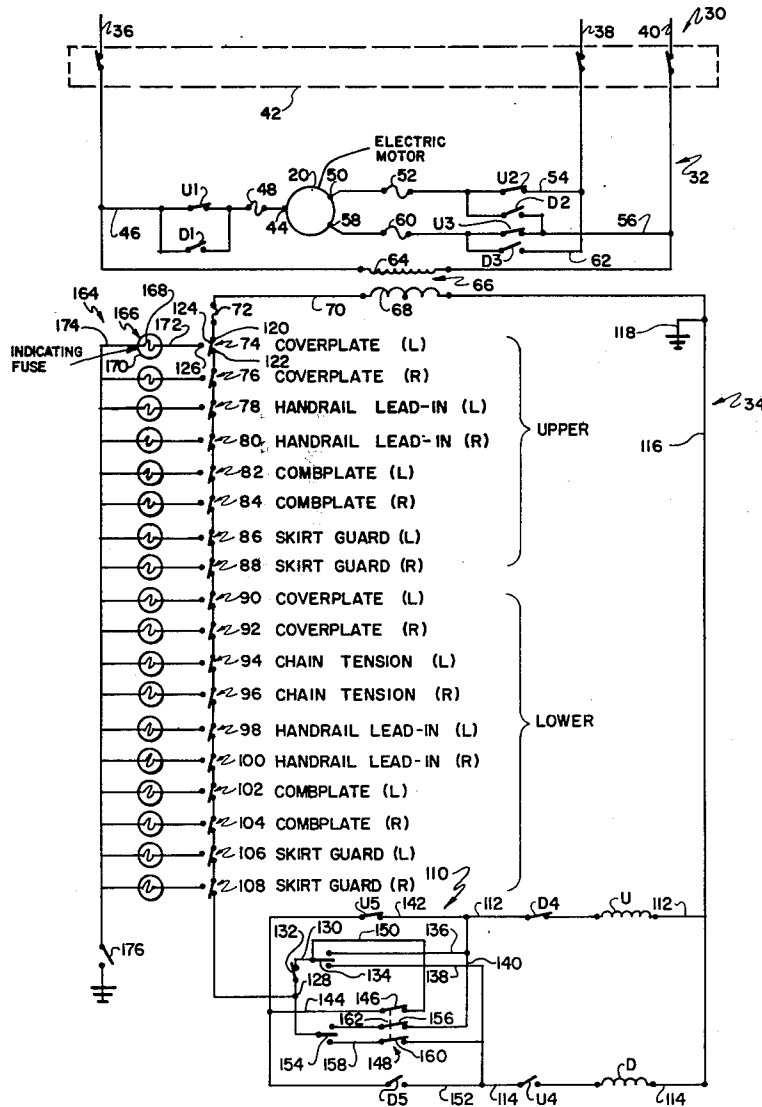 36 38 40 30
42
ELECTRIC
MOTOR
U1 48 20 50 52 U2 54 32
D2
46 44 58 60 U3 56
D1 D3 62
64
66
72 70 68
164 168 124
174 166 172 120 118
74 COVERPLATE (L)
INDICATING
FUSE
170 126 122
76 COVERPLATE (R)
34
78 HANDRAIL LEAD-IN (L)
UPPER
116
80 HANDRAIL LEAD-IN (R)
82 COMBPLATE (L)
84 COMBPLATE (R)
86 SKIRT GUARD (L)
88 SKIRT GUARD (R)
90 COVERPLATE (L)
92 COVERPLATE (R)
94 CHAIN TENSION (L)
96 CHAIN TENSION (R)
LOWER
98 HANDRAIL LEAD-IN (L)
100 HANDRAIL LEAD-IN (R)
102 COMBPLATE (L)
104 COMBPLATE (R)
106 SKIRT GUARD (L)
110
108 SKIRT GUARD (R)
U5 142 112 D4 U 112
176 132 130 150 136
134 138 140
128
144 146
162 156
154 158 148 160
D5 152 114 U4 D 114